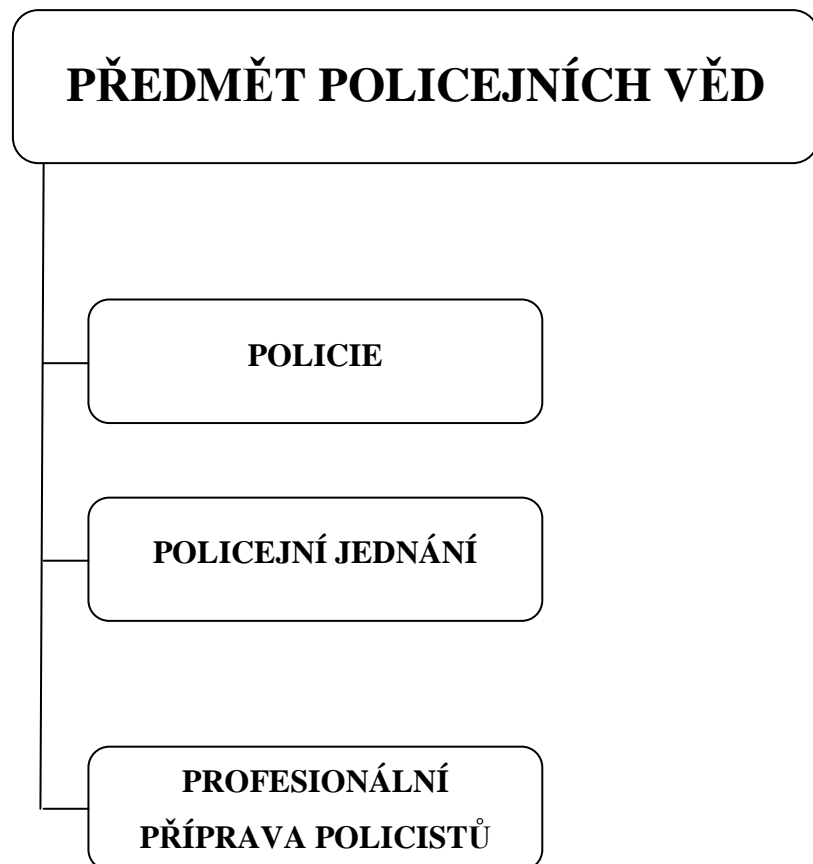 PŘEDMĚT POLICEJNÍCH VĚD
POLICIE
POLICEJNÍ JEDNÁNÍ
PROFESIONÁLNÍ
PŘÍPRAVA POLICISTŮ